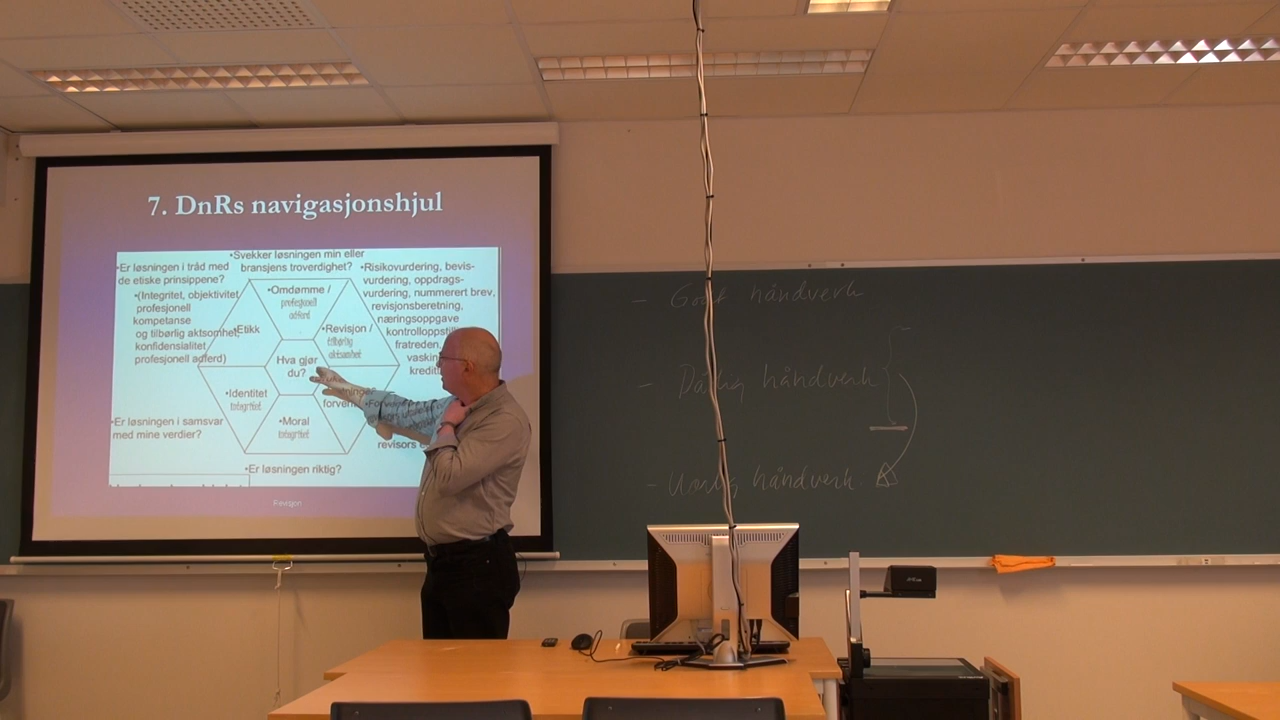 7. DnRs navigasjonshjul
•Svekker løsningen min eller
bransjens troverdighet?
•Er løsningen i tråd med
de etiske prinsippene?
•(Integritet, objektivitet,
profesjonell
kompetanse
og tilbørlig aktsomhet,
konfidensialitet
profesjonell adferd)
•Risikovurdering, bevis-
vurdering, oppdrags-
vurdering, nummerert brev,
revisjonsberetning,
næringsoppgave
fratreden.
•Omdømme /
profesjonell
adferd
•Etikk
•Revisjon /
tilbørlig
aktsomhet
Hva gjør
du?
•Identitet
integritet
•Moral
integritet
•Er løsningen i samsvar
med mine verdier?
revisors
•Er løsningen riktig?
Revisjon
- Godt håndverk
- Dårlig håndverk
- Uærlig håndverk.